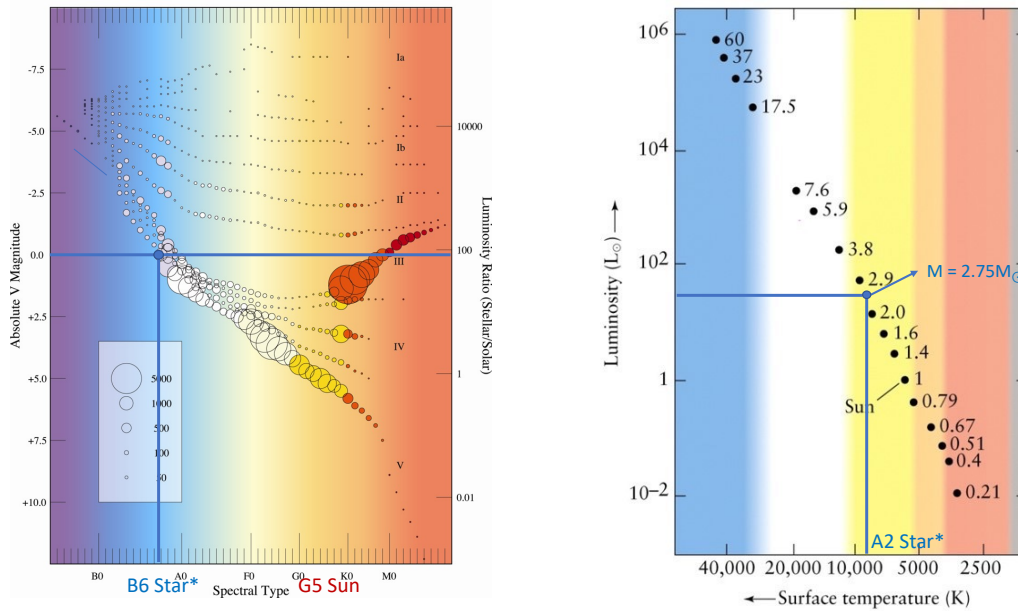 -7.5
-5.0
-2.5
0.0
+2.5
+5.0
+7.5
+10.0
Absolute V Magnitude
Ia
Ib
II
III
IV
V
10000
100
1
0.01
Luminosity Ratio (Stellar/Solar)
5000
1000
500
100
50
B0
A0
F0
G0
K0
M0
B6 Star*
Spectral Type
G5 Sun
10⁶
10⁴
10²
1
10⁻²
Luminosity (L☉) →
60
37
23
17.5
7.6
5.9
3.8
2.9
M = 2.75M☉
2.0
1.6
1.4
1
Sun
0.79
0.67
0.51
0.4
0.21
A2 Star*
40,000
20,000
10,000
5000
2500
← Surface temperature (K)